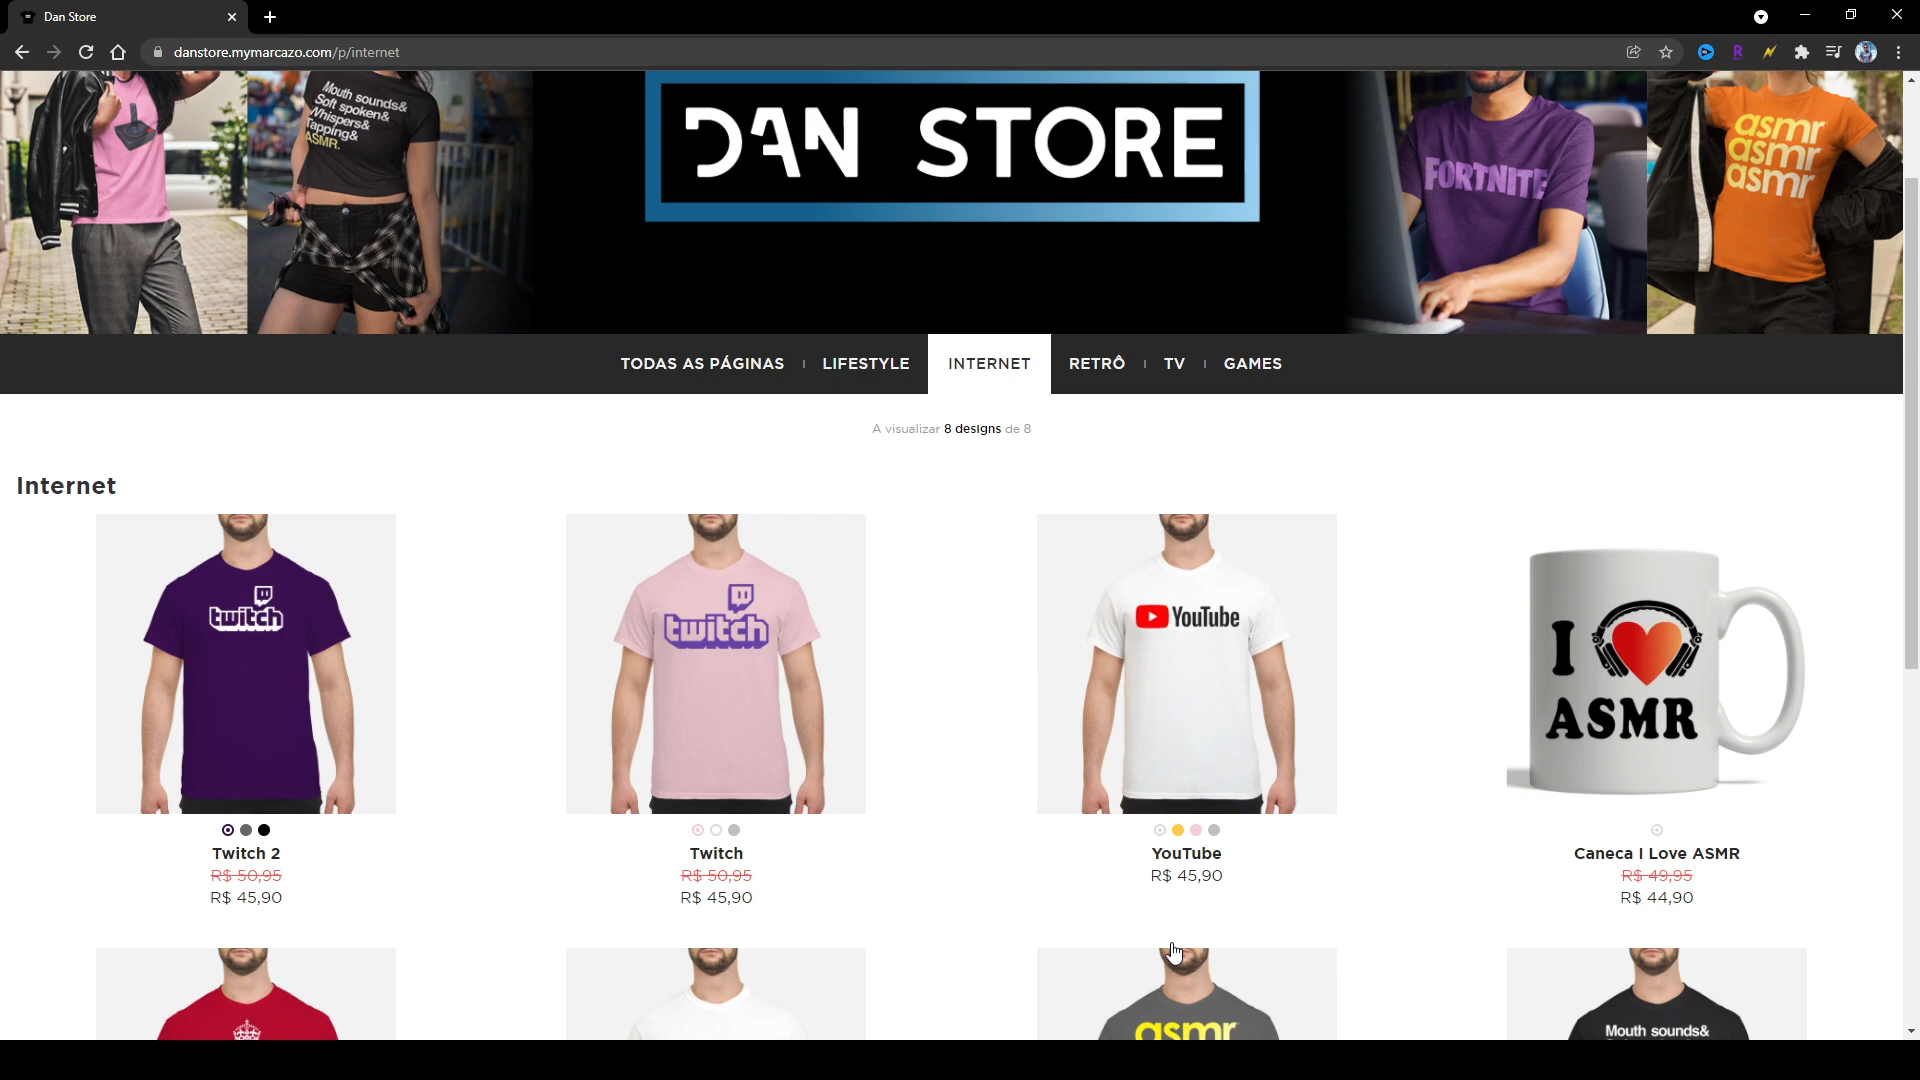 Dan Store
danstore.mymarcazo.com/p/internet
Mouth sounds&
Soft spoken&
Whispers&
Tapping&
ASMR.
DAN STORE
FORTNITE
asmr
asmr
asmr
TODAS AS PÁGINAS
LIFESTYLE
INTERNET
RETRÔ
TV
GAMES
A visualizar 8 designs de 8
Internet
twitch
twitch
YouTube
I
ASMR
Twitch 2
R$ 50,95
R$ 45,90
Twitch
R$ 50,95
R$ 45,90
YouTube
R$ 45,90
Caneca I Love ASMR
R$ 49,95
R$ 44,90
asmr
Mouth sounds&